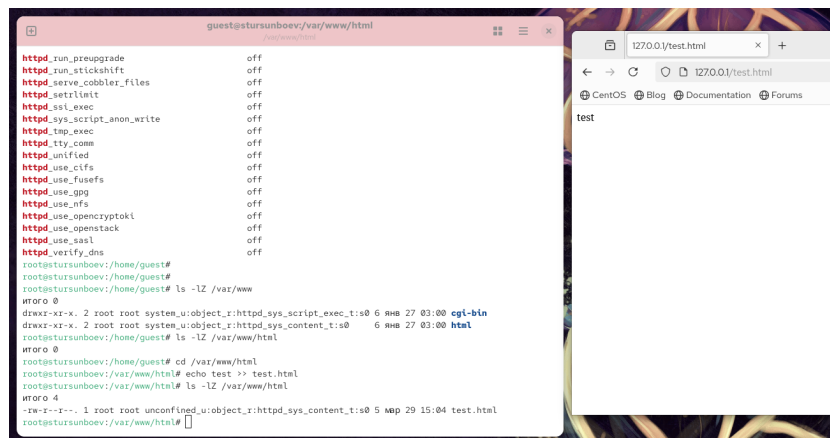 guest@stursunboev:/var/www/html
/var/www/html
httpd_run_preupgrade off
httpd_run_stickshift off
httpd_serve_cobbler_files off
httpd_setrlimit off
httpd_ssi_exec off
httpd_sys_script_anon_write off
httpd_tmp_exec off
httpd_tty_comm off
httpd_unified off
httpd_use_cifs off
httpd_use_fusefs off
httpd_use_gpg off
httpd_use_nfs off
httpd_use_opencryptoki off
httpd_use_openstack off
httpd_use_sasl off
httpd_verify_dns off
root@stursunboev:/home/guest#
root@stursunboev:/home/guest#
root@stursunboev:/home/guest# ls -lZ /var/www
итого 0
drwxr-xr-x. 2 root root system_u:object_r:httpd_sys_script_exec_t:s0 6 янв 27 03:00 cgi-bin
drwxr-xr-x. 2 root root system_u:object_r:httpd_sys_content_t:s0 6 янв 27 03:00 html
root@stursunboev:/home/guest# ls -lZ /var/www/html
итого 0
root@stursunboev:/home/guest# cd /var/www/html
root@stursunboev:/var/www/html# echo test >> test.html
root@stursunboev:/var/www/html# ls -lZ /var/www/html
итого 4
-rw-r--r--. 1 root root unconfined_u:object_r:httpd_sys_content_t:s0 5 мар 29 15:04 test.html
root@stursunboev:/var/www/html#
127.0.0.1/test.html
127.0.0.1/test.html
CentOS Blog Documentation Forums
test